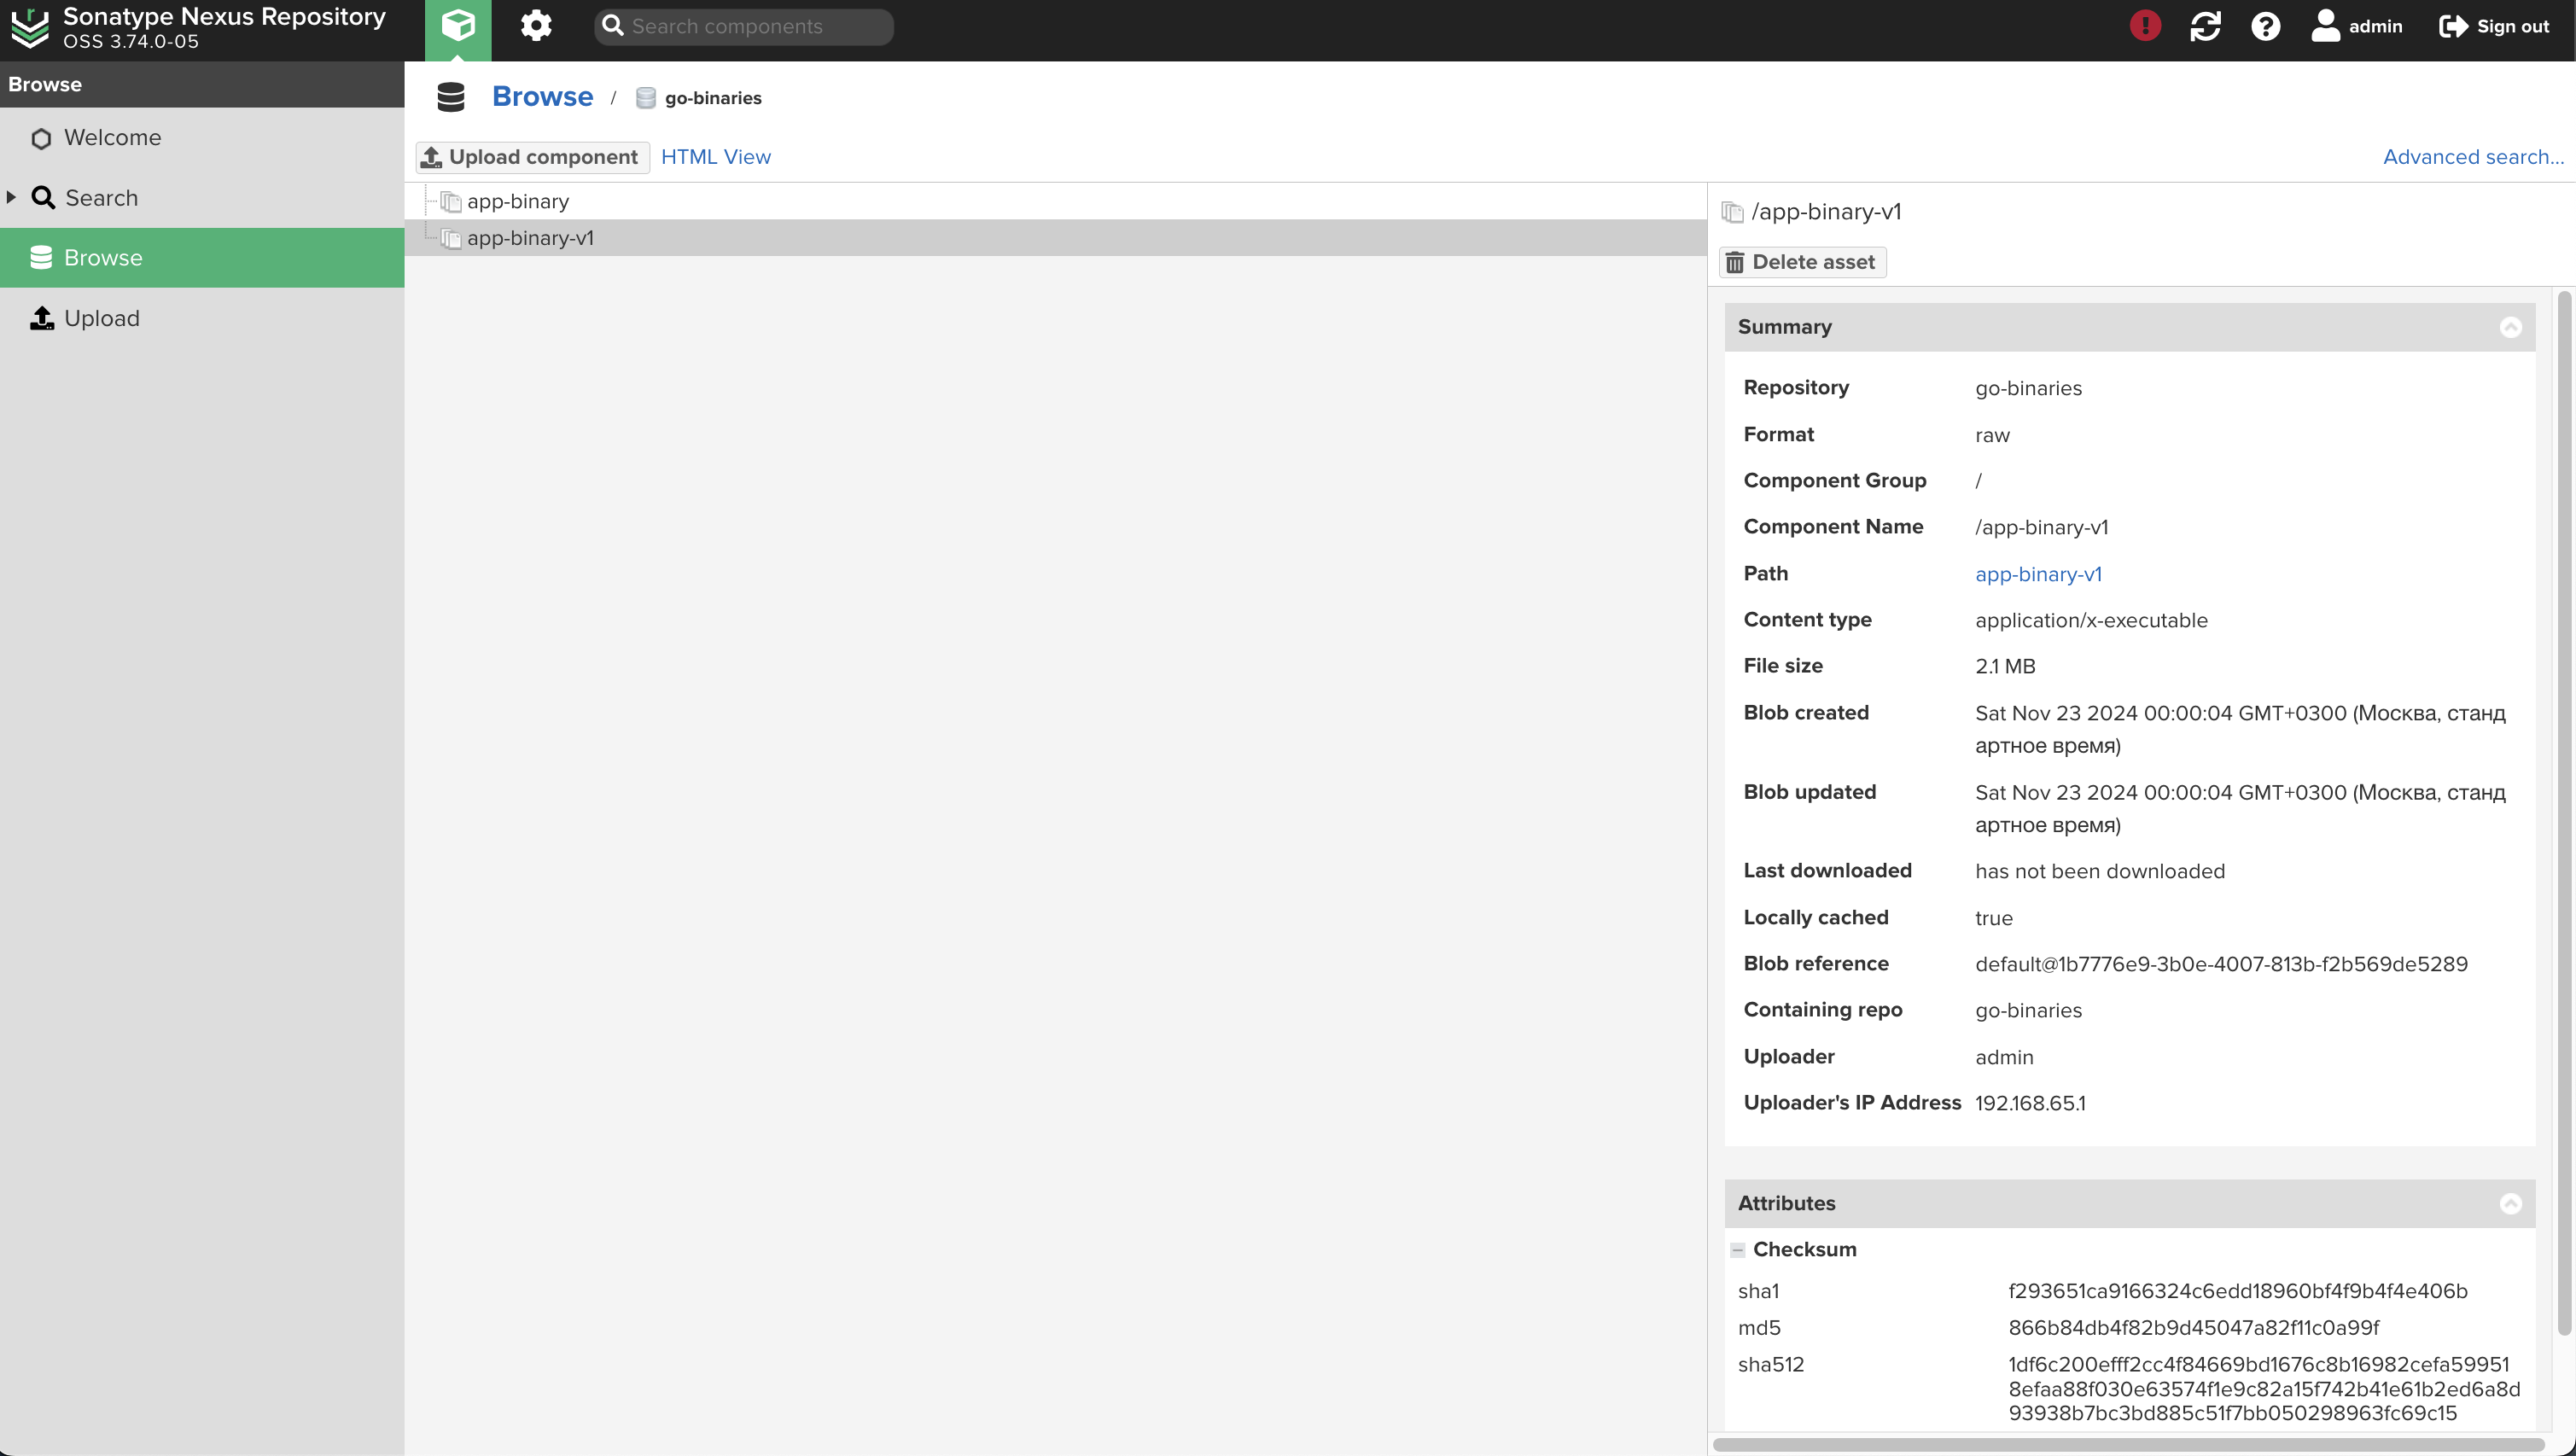 Sonatype Nexus Repository
OSS 3.74.0-05
Search components
admin
Sign out
Browse
Welcome
Search
Browse
Upload
Browse / go-binaries
Upload component
HTML View
Advanced search...
app-binary
app-binary-v1
/app-binary-v1
Delete asset
Summary
Repository go-binaries
Format raw
Component Group /
Component Name /app-binary-v1
Path app-binary-v1
Content type application/x-executable
File size 2.1 MB
Blob created Sat Nov 23 2024 00:00:04 GMT+0300 (Москва, станд
артное время)
Blob updated Sat Nov 23 2024 00:00:04 GMT+0300 (Москва, станд
артное время)
Last downloaded has not been downloaded
Locally cached true
Blob reference default@1b7776e9-3b0e-4007-813b-f2b569de5289
Containing repo go-binaries
Uploader admin
Uploader's IP Address 192.168.65.1
Attributes
Checksum
sha1 f293651ca9166324c6edd18960bf4f9b4f4e406b
md5 866b84db4f82b9d45047a82f11c0a99f
sha512 1df6c200efff2cc4f84669bd1676c8b16982cefa59951
8efaa88f030e63574f1e9c82a15f742b41e61b2ed6a8d
93938b7bc3bd885c51f7bb050298963fc69c15